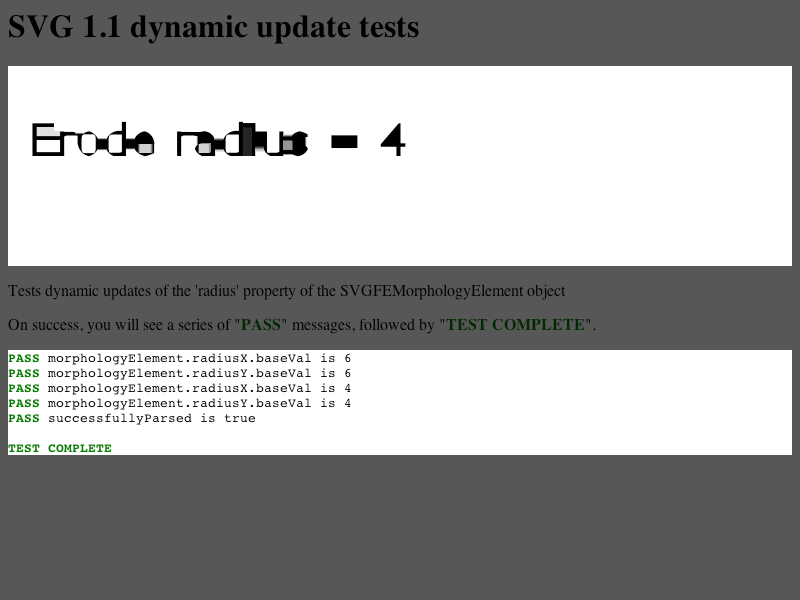 SVG 1.1 dynamic update tests
Erode radius = 4
Tests dynamic updates of the 'radius' property of the SVGFEMorphologyElement object
On success, you will see a series of "PASS" messages, followed by "TEST COMPLETE".
PASS morphologyElement.radiusX.baseVal is 6
PASS morphologyElement.radiusY.baseVal is 6
PASS morphologyElement.radiusX.baseVal is 4
PASS morphologyElement.radiusY.baseVal is 4
PASS successfullyParsed is true
TEST COMPLETE